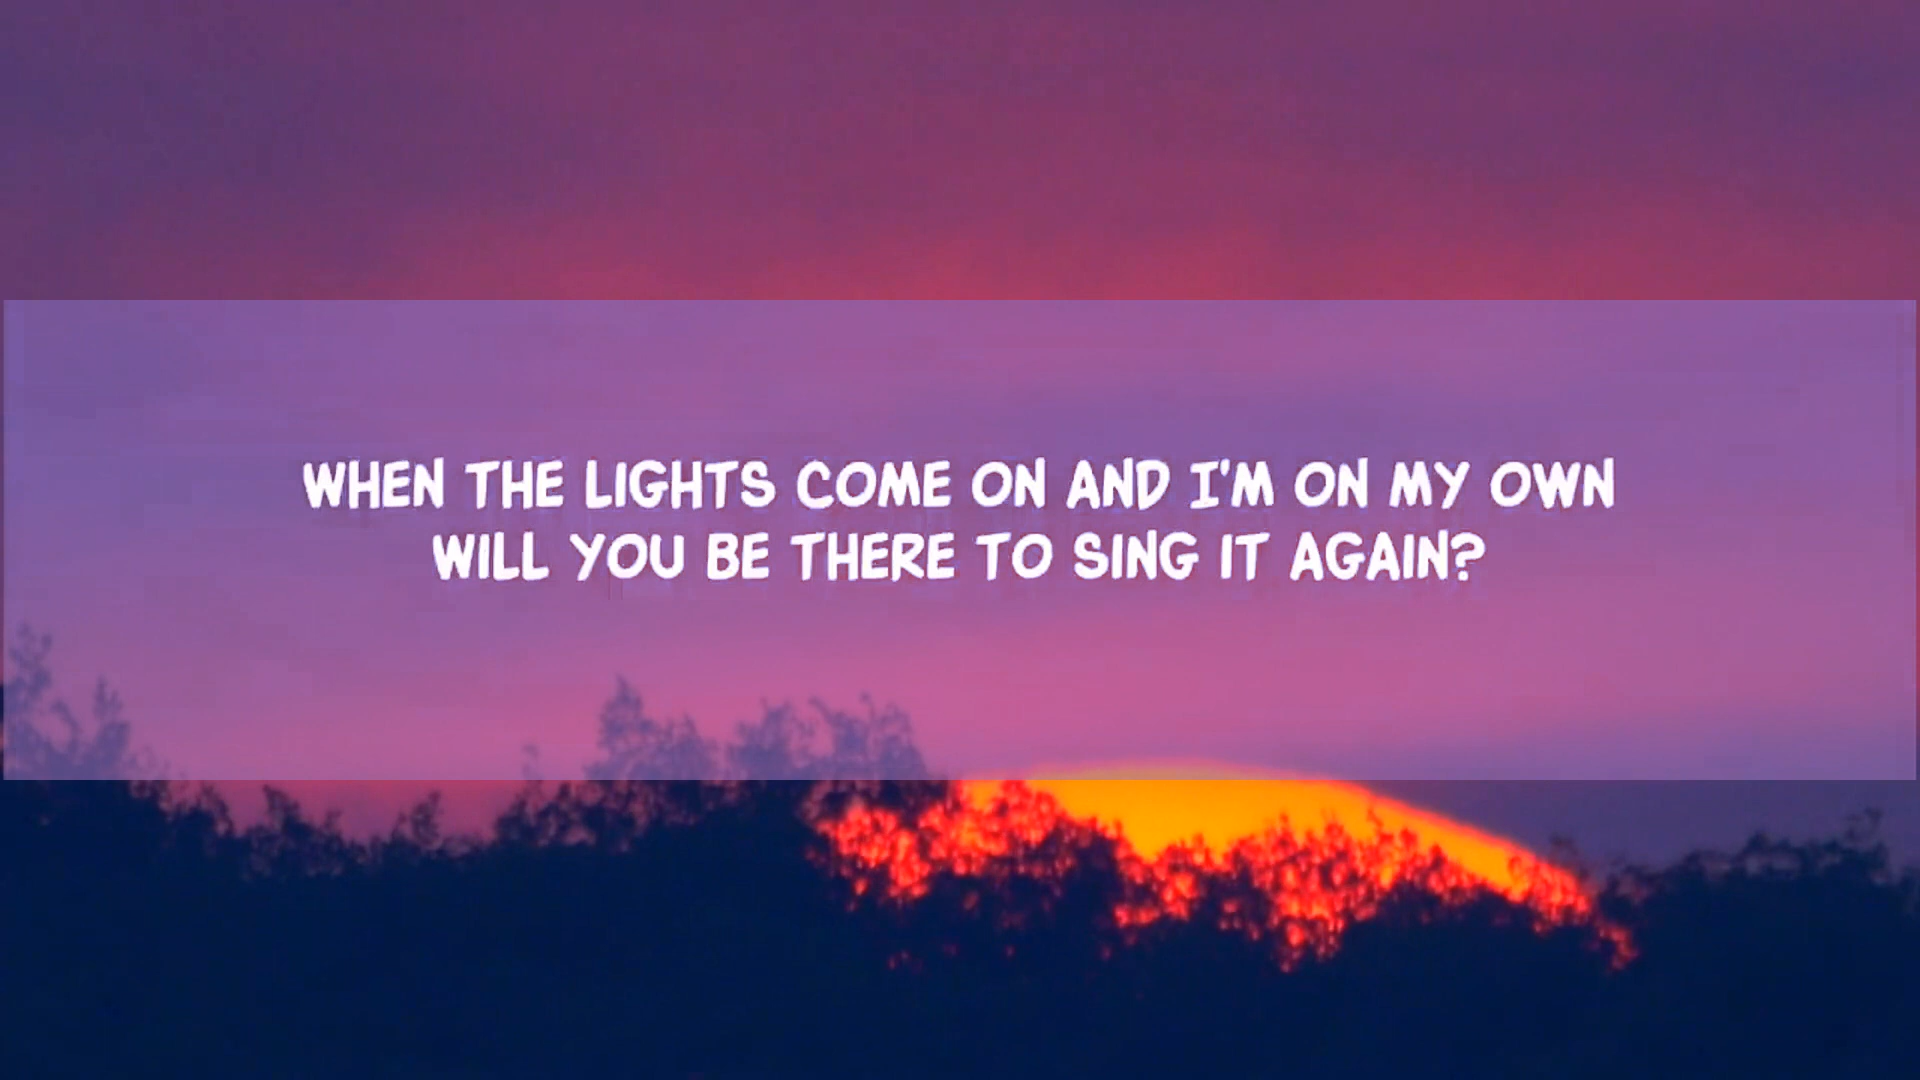 WHEN THE LIGHTS COME ON AND I'M ON MY OWN
WILL YOU BE THERE TO SING IT AGAIN?